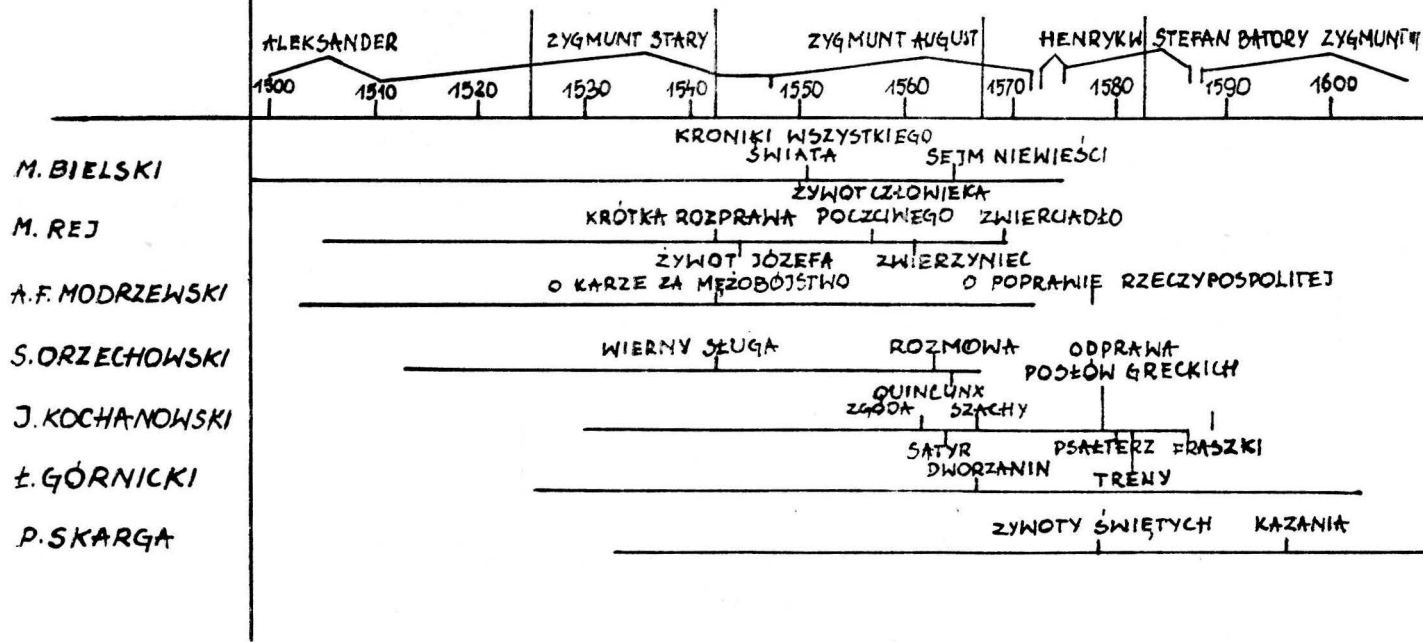 ALEKSANDER ZYGMUNT STARY ZYGMUNT AUGUST HENRYK W STEFAN BATORY ZYGMUNT III
1500 1510 1520 1530 1540 1550 1560 1570 1580 1590 1600
KRONIKI WSZYSTKIEGO
ŚWIATA SEJM NIEWIEŚCI
M. BIELSKI
ŻYWOT CZŁOWIEKA
M. REJ KRÓTKA ROZPRAWA POCZCIWEGO ZWIERCIADŁO
ŻYWOT JÓZEFA ZWIERZYNIEC
A.F. MODRZEWSKI O KARZE ZA MĘŻOBÓJSTWO O POPRAWIE RZECZYPOSPOLITEJ
S. ORZECHOWSKI WIERNY SŁUGA ROZMOWA ODPRAWA
POSŁÓW GRECKICH
QUINCUNX
J. KOCHANOWSKI ZGODA SZACHY
SATYR PSAŁTERZ FRASZKI
Ł. GÓRNICKI DWORZANIN TRENY
P. SKARGA ZYWOTY ŚWIĘTYCH KAZANIA